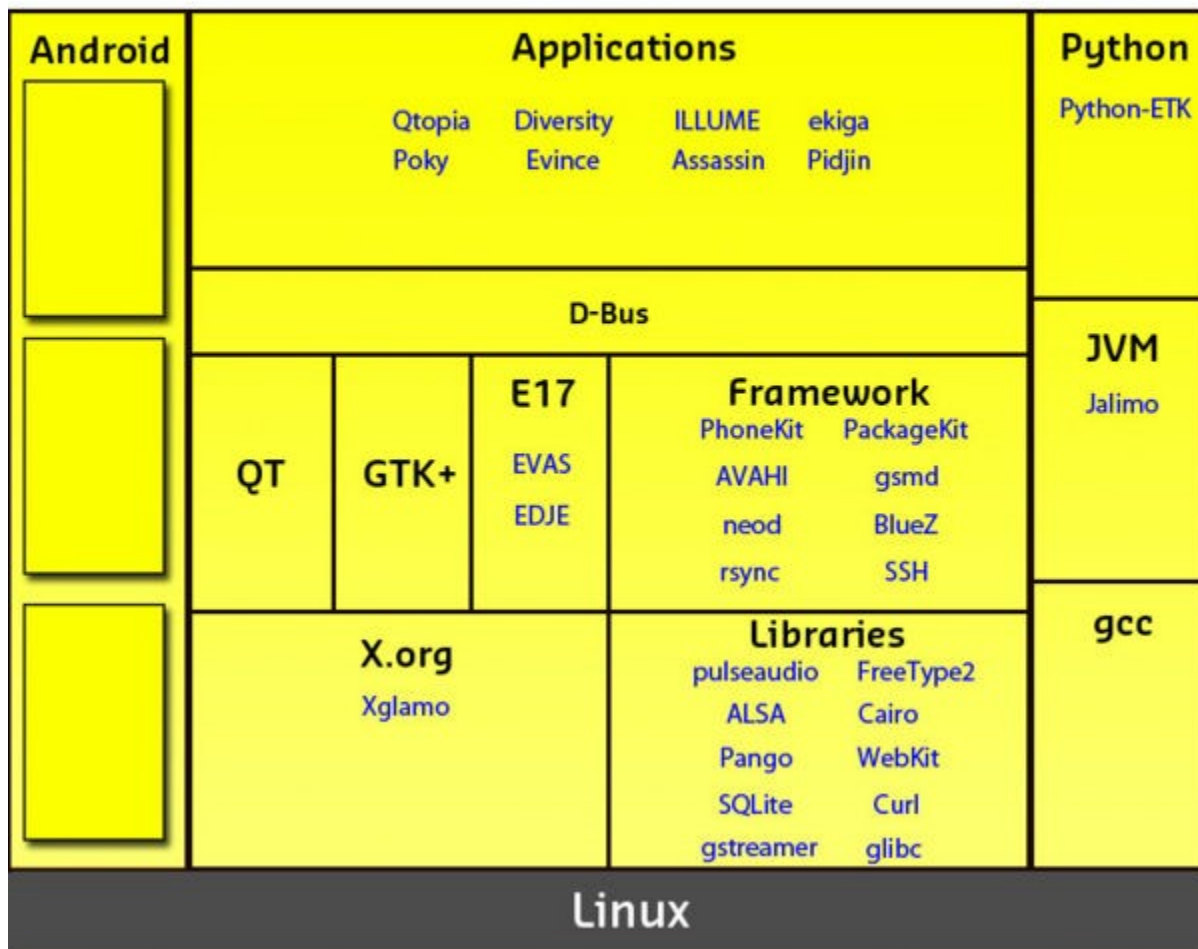 Android
Applications
Qtopia Diversity ILLUME ekiga
Poky Evince Assassin Pidjin
Python
Python-ETK
D-Bus
JVM
Jalimo
QT
GTK+
E17
EVAS
EDJE
Framework
PhoneKit PackageKit
AVAHI gsmd
neod BlueZ
rsync SSH
gcc
X.org
Xglamo
Libraries
pulseaudio FreeType2
ALSA Cairo
Pango WebKit
SQLite Curl
gstreamer glibc
Linux